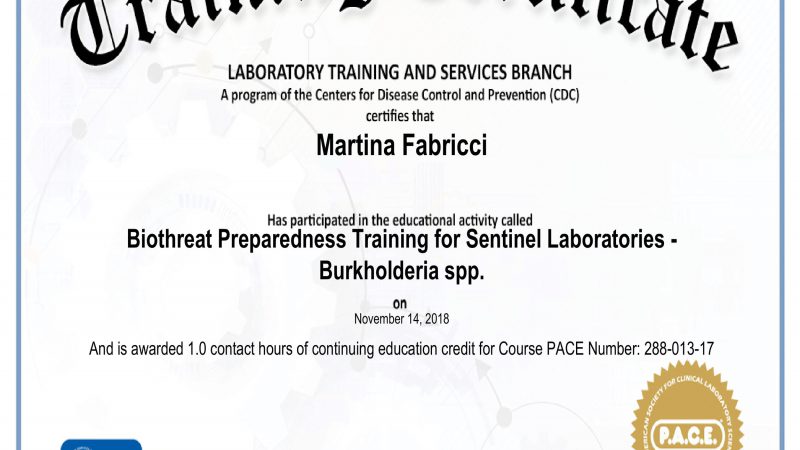 Training Certificate
LABORATORY TRAINING AND SERVICES BRANCH
A program of the Centers for Disease Control and Prevention (CDC)
certifies that
Martina Fabricci
Has participated in the educational activity called
Biothreat Preparedness Training for Sentinel Laboratories -
Burkholderia spp.
on
November 14, 2018
And is awarded 1.0 contact hours of continuing education credit for Course PACE Number: 288-013-17
SOCIETY FOR CLINICAL LABORATORY
P.A.C.E.